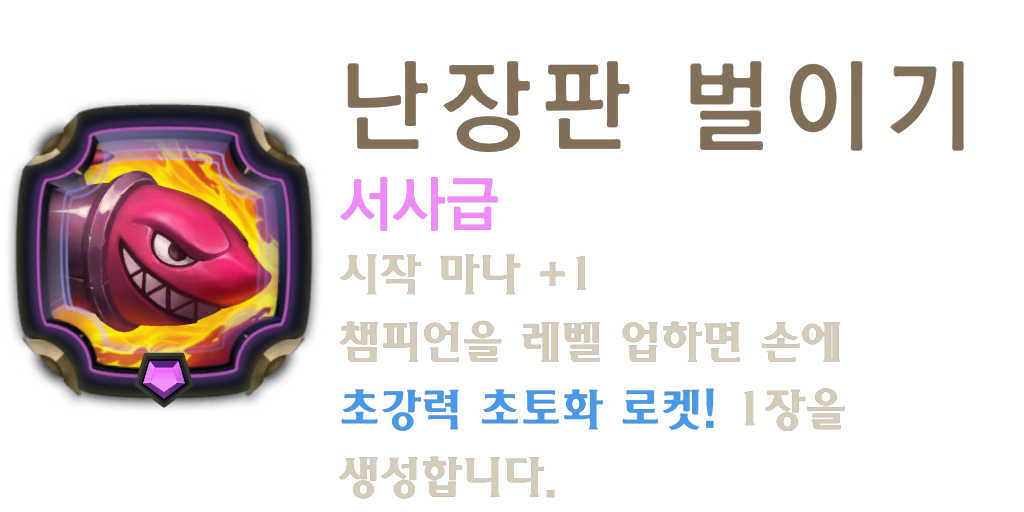 난장판 벌이기
서사급
시작 마나 +1
챔피언을 레벨 업하면 손에
초강력 초토화 로켓! 1장을
생성합니다.